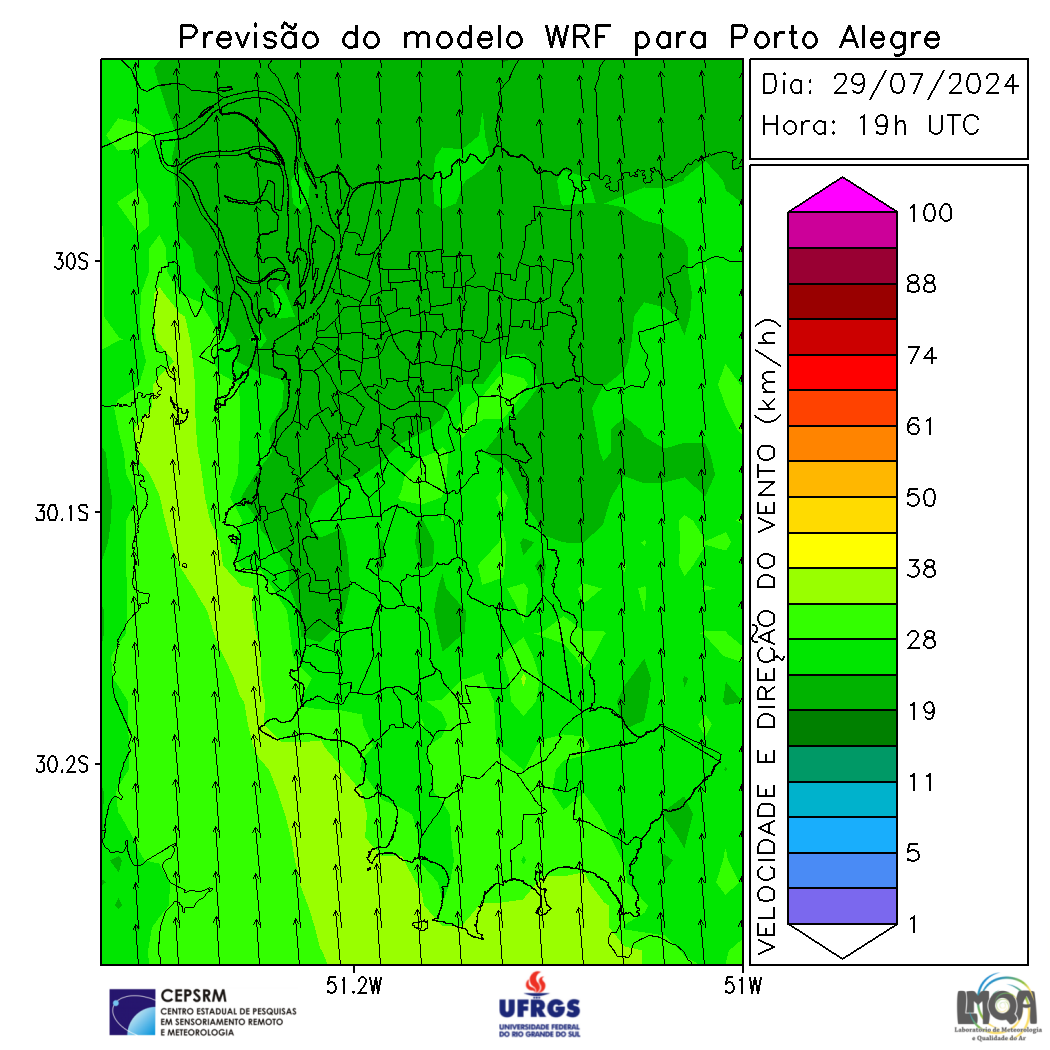 Previsão do modelo WRF para Porto Alegre
Dia: 29/07/2024
Hora: 19h UTC
100
88
74
61
50
38
28
19
11
5
1
VELOCIDADE E DIREÇÃO DO VENTO (km/h)
30S
30.1S
30.2S
51.2W
51W
CEPSRM
CENTRO ESTADUAL DE PESQUISAS
EM SENSORIAMENTO REMOTO
E METEOROLOGIA
UFRGS
UNIVERSIDADE FEDERAL
DO RIO GRANDE DO SUL
LMQA
Laboratório de Meteorologia
e Qualidade do Ar